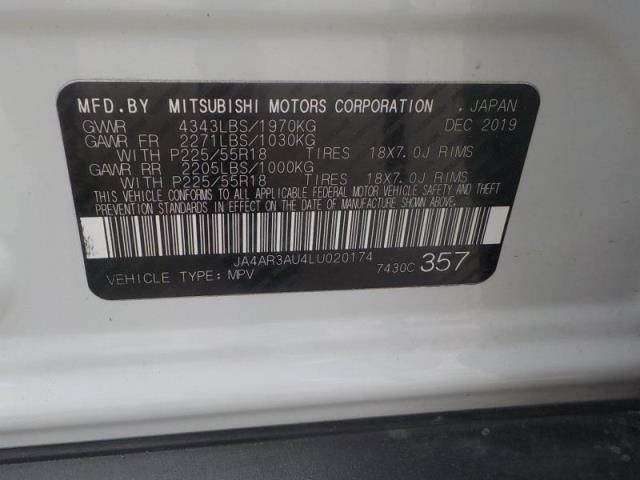 MFD.BY MITSUBISHI MOTORS CORPORATION , JAPAN
GVWR 4343LBS/1970KG DEC 2019
GAWR FR 2271LBS/1030KG
WITH P225/55R18 TIRES 18X7.0J RIMS
GAWR RR 2205LBS/1000KG
WITH P225/55R18 TIRES 18X7.0J RIMS
THIS VEHICLE CONFORMS TO ALL APPLICABLE FEDERAL MOTOR VEHICLE SAFETY AND THEFT
PREVENTION STANDARDS IN EFFECT ON THE DATE OF MANUFACTURE SHOWN ABOVE.
JA4AR3AU4LU020174
VEHICLE TYPE:MPV 7430C 357